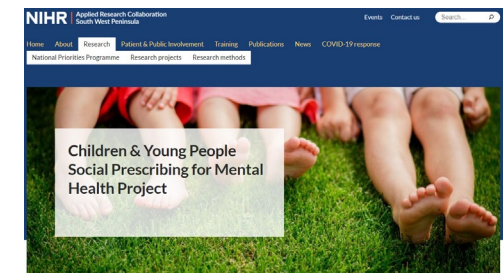 NIHR Applied Research Collaboration
South West Peninsula
Events Contact us Search...
Home About Research Patient & Public Involvement Training Publications News COVID-19 response
National Priorities Programme Research projects Research methods
Children & Young People
Social Prescribing for Mental
Health Project